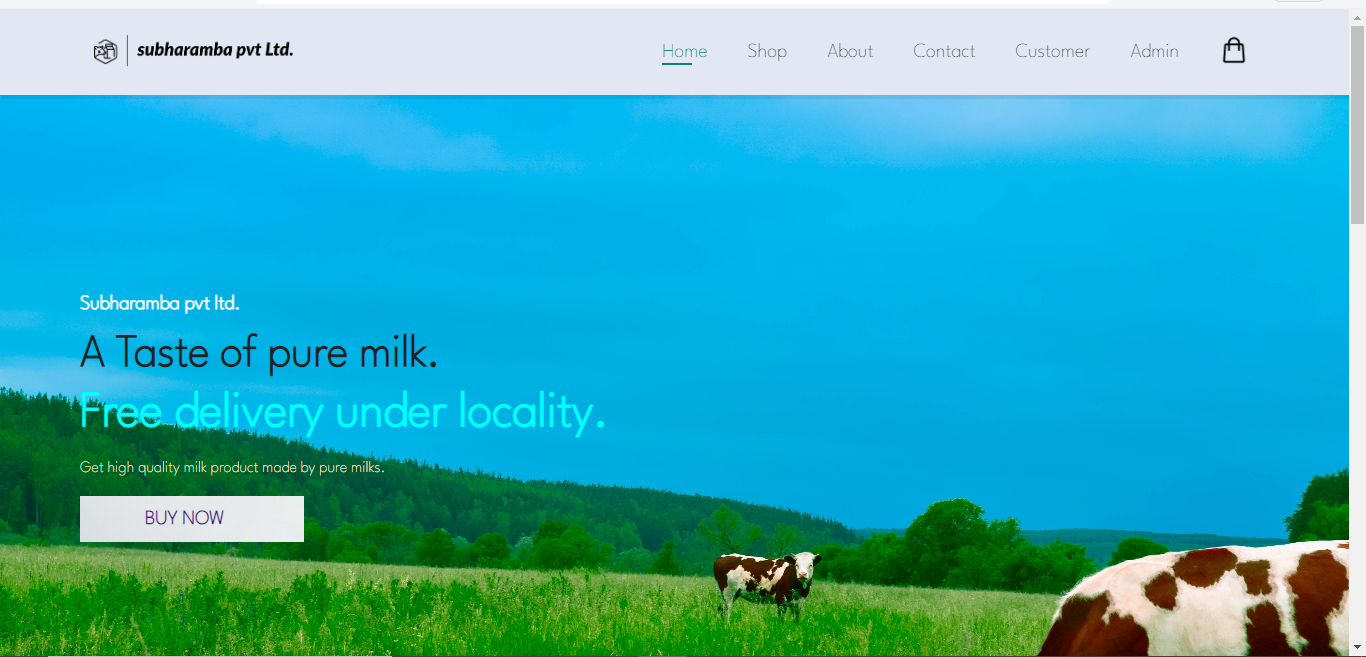 subharamba pvt Ltd.
Home Shop About Contact Customer Admin
Subharamba pvt ltd.
A Taste of pure milk.
Free delivery under locality.
Get high quality milk product made by pure milks.
BUY NOW